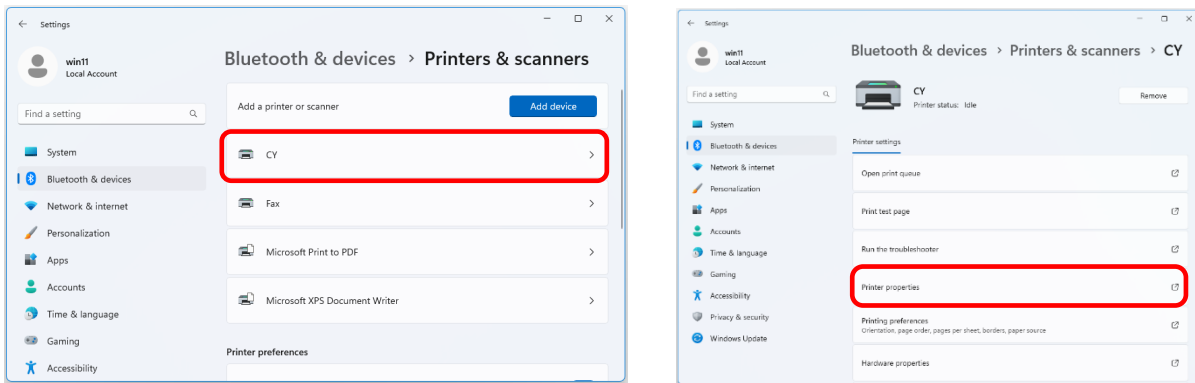 Settings
win11
Local Account
Find a setting
System
Bluetooth & devices
Network & internet
Personalization
Apps
Accounts
Time & language
Gaming
Accessibility
Bluetooth & devices > Printers & scanners
Add a printer or scanner
Add device
CY
Fax
Microsoft Print to PDF
Microsoft XPS Document Writer
Printer preferences
Settings
win11
Local Account
Find a setting
System
Bluetooth & devices
Network & internet
Personalization
Apps
Accounts
Time & language
Gaming
Accessibility
Privacy & security
Windows Update
Bluetooth & devices > Printers & scanners > CY
CY
Printer status: Idle
Remove
Printer settings
Open print queue
Print test page
Run the troubleshooter
Printer properties
Printing preferences
Orientation, page order, pages per sheet, borders, paper source
Hardware properties